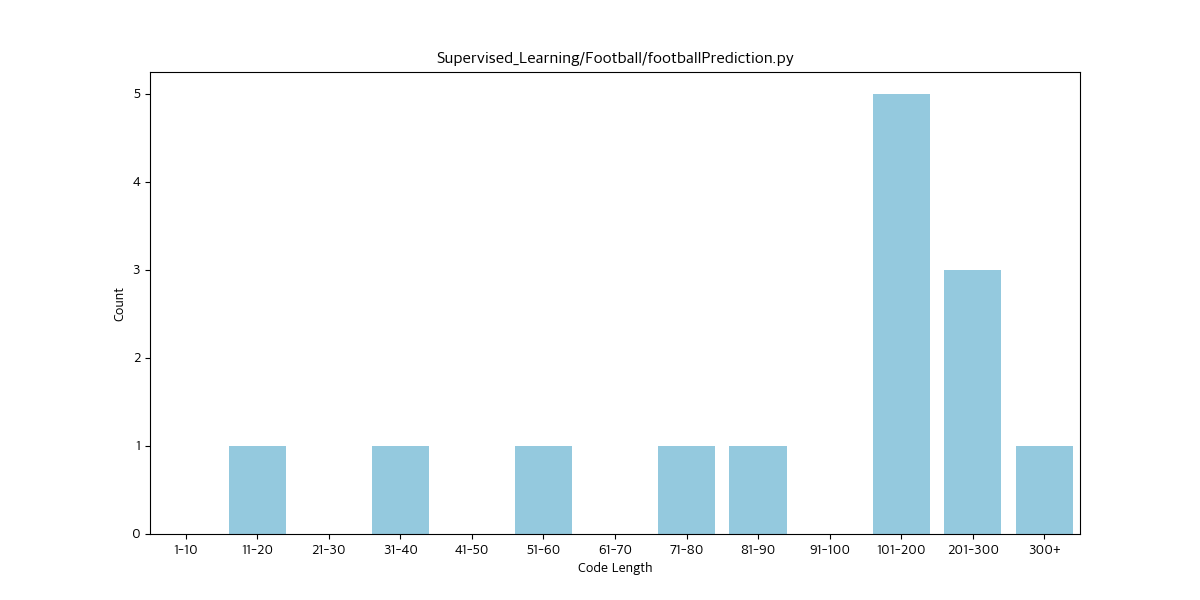 Supervised_Learning/Football/footballPrediction.py
5
4
3
2
1
0
Count
1-10 11-20 21-30 31-40 41-50 51-60 61-70 71-80 81-90 91-100 101-200 201-300 300+
Code Length